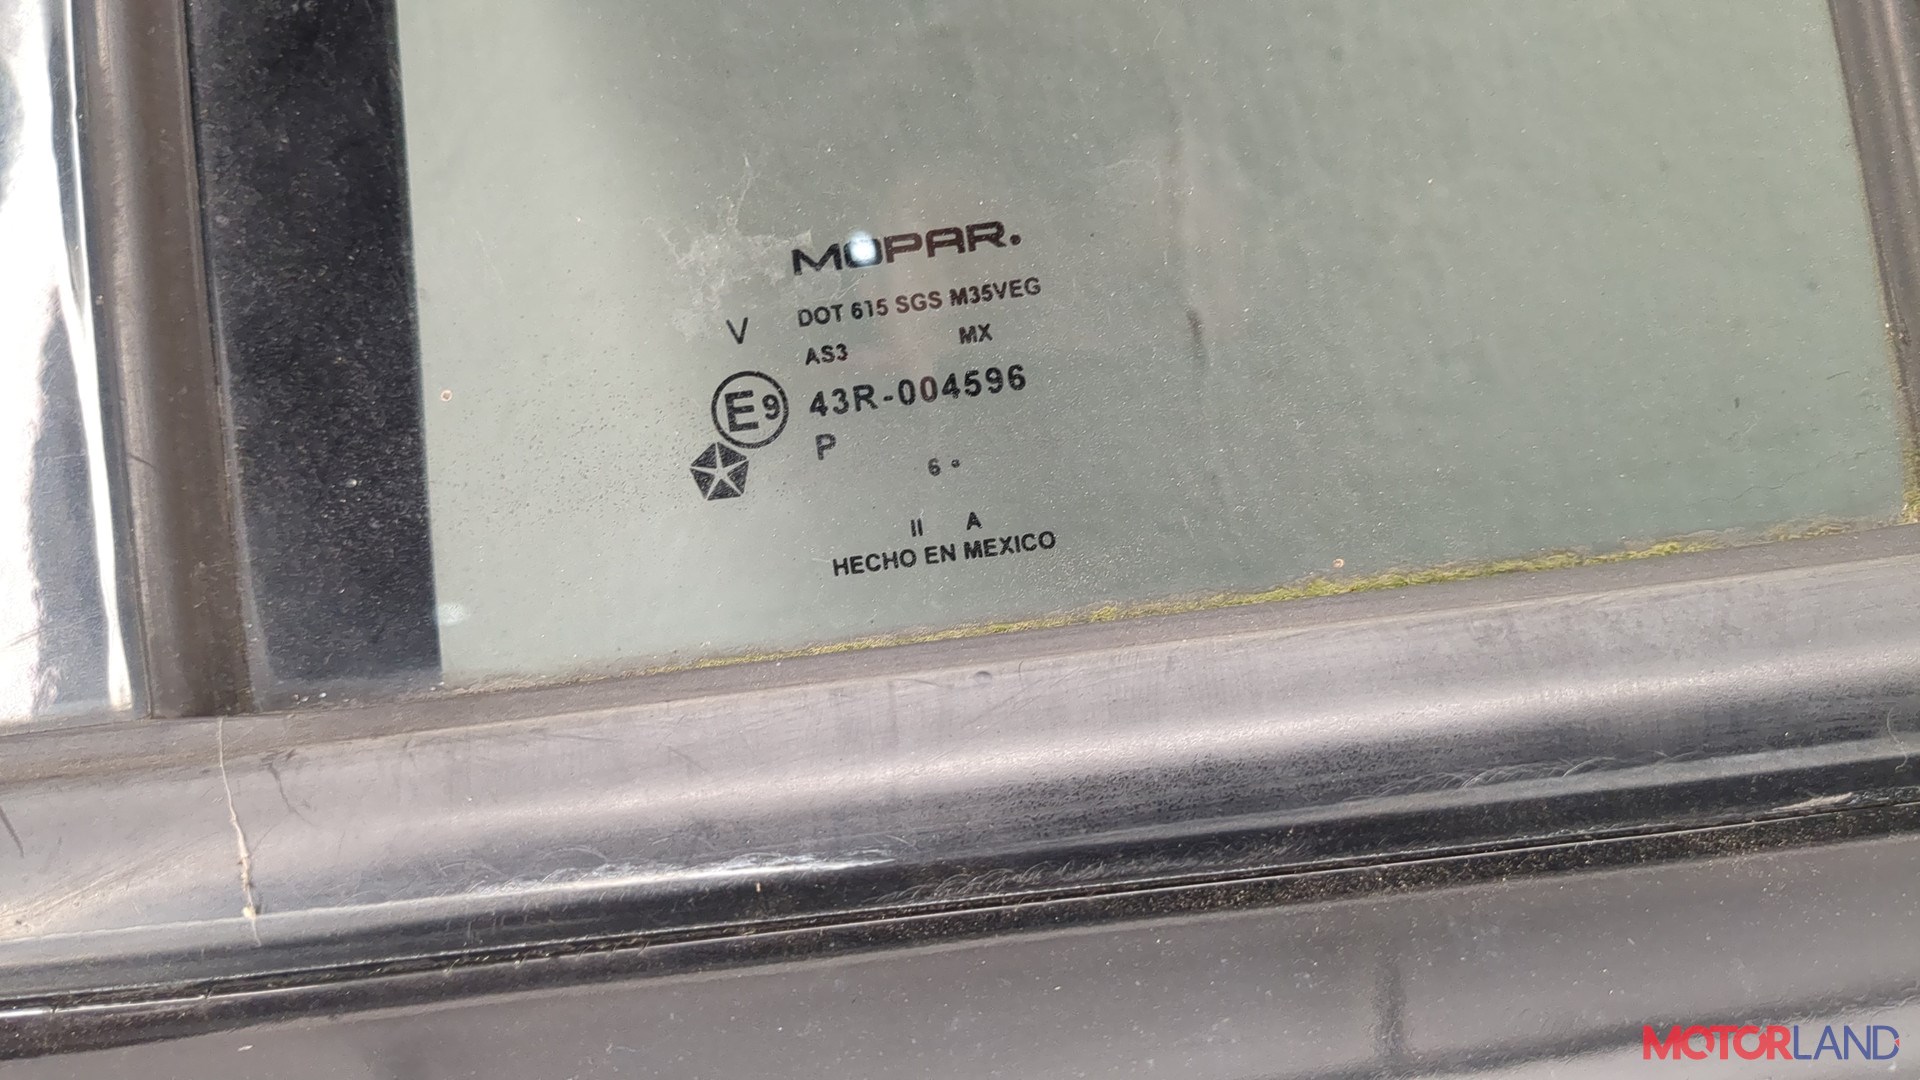 MOPAR.
DOT 615 SGS M35VEG
V
AS3 MX
E9 43R-004596
P
6
II A
HECHO EN MEXICO
MOTORLAND